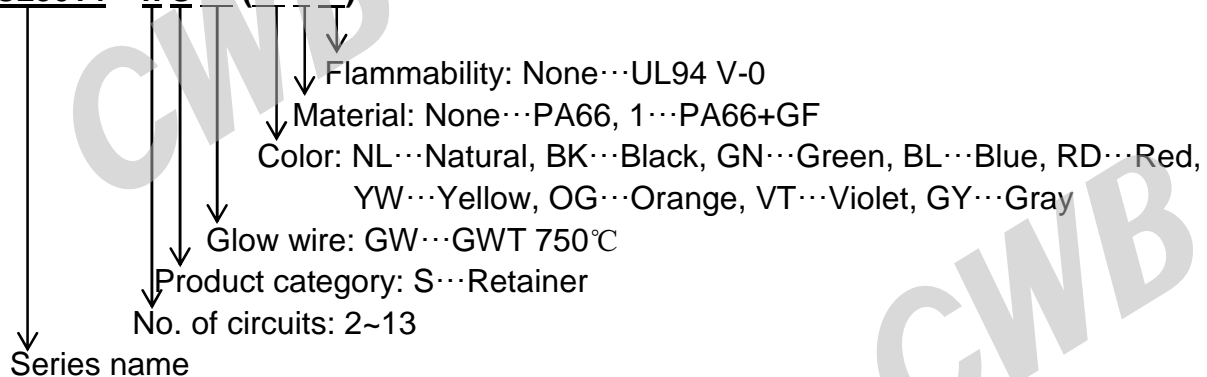 CWB
Flammability: None⋯UL94 V-0
Material: None⋯PA66, 1⋯PA66+GF
Color: NL⋯Natural, BK⋯Black, GN⋯Green, BL⋯Blue, RD⋯Red,
YW⋯Yellow, OG⋯Orange, VT⋯Violet, GY⋯Gray
Glow wire: GW⋯GWT 750℃
Product category: S⋯Retainer
CWB
No. of circuits: 2~13
Series name